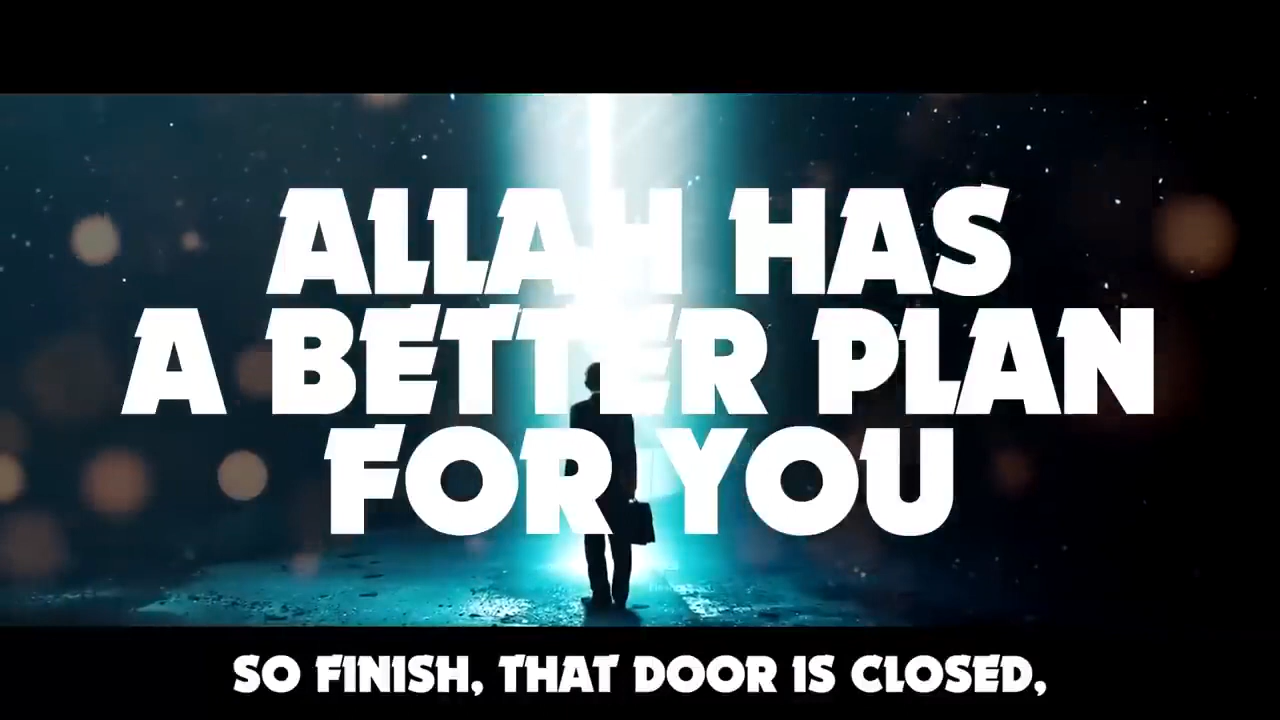 ALLAH HAS
A BETTER PLAN
FOR YOU
SO FINISH, THAT DOOR IS CLOSED,